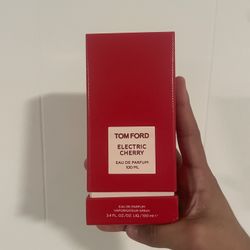 TOM FORD
ELECTRIC
CHERRY
EAU DE PARFUM
100 ML
EAU DE PARFUM
VAPORISATEUR SPRAY
3.4 FL.OZ./OZ. LIQ./100 ml ℮